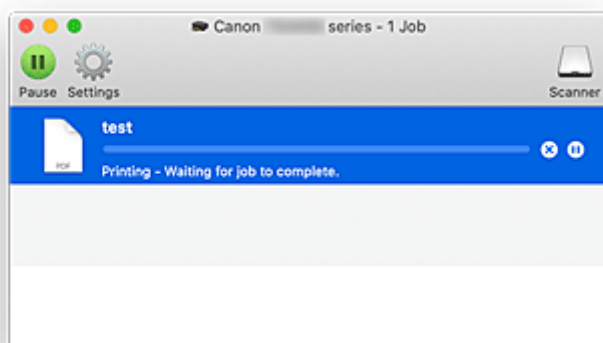 Canon series - 1 Job
Pause Settings Scanner
test
PDF
Printing - Waiting for job to complete.